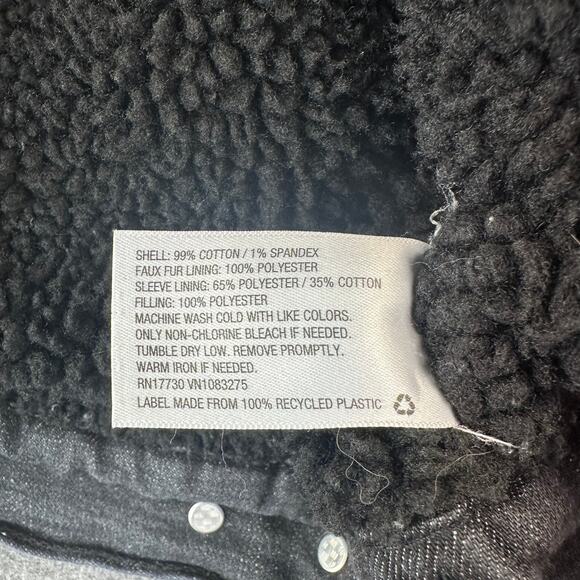 SHELL: 99% COTTON / 1% SPANDEX
FAUX FUR LINING: 100% POLYESTER
SLEEVE LINING: 65% POLYESTER / 35% COTTON
FILLING: 100% POLYESTER
MACHINE WASH COLD WITH LIKE COLORS.
ONLY NON-CHLORINE BLEACH IF NEEDED.
TUMBLE DRY LOW. REMOVE PROMPTLY.
WARM IRON IF NEEDED.
RN17730 VN1083275
LABEL MADE FROM 100% RECYCLED PLASTIC